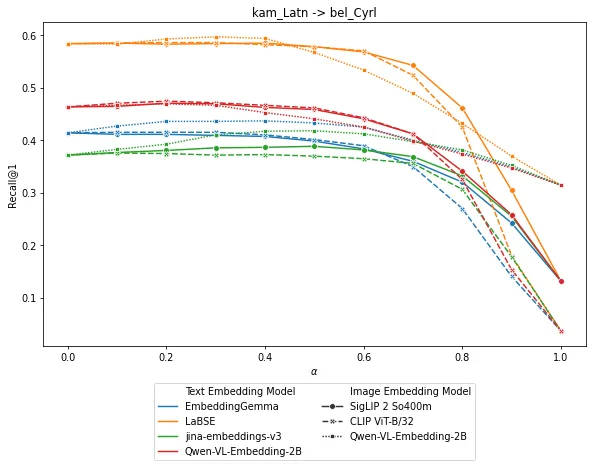 kam_Latn -> bel_Cyrl
0.6
0.5
0.4
0.3
0.2
0.1
Recall@1
0.0
0.2
0.4
0.6
0.8
1.0
α
Text Embedding Model
EmbeddingGemma
LaBSE
jina-embeddings-v3
Qwen-VL-Embedding-2B
Image Embedding Model
SigLIP 2 So400m
CLIP ViT-B/32
Qwen-VL-Embedding-2B